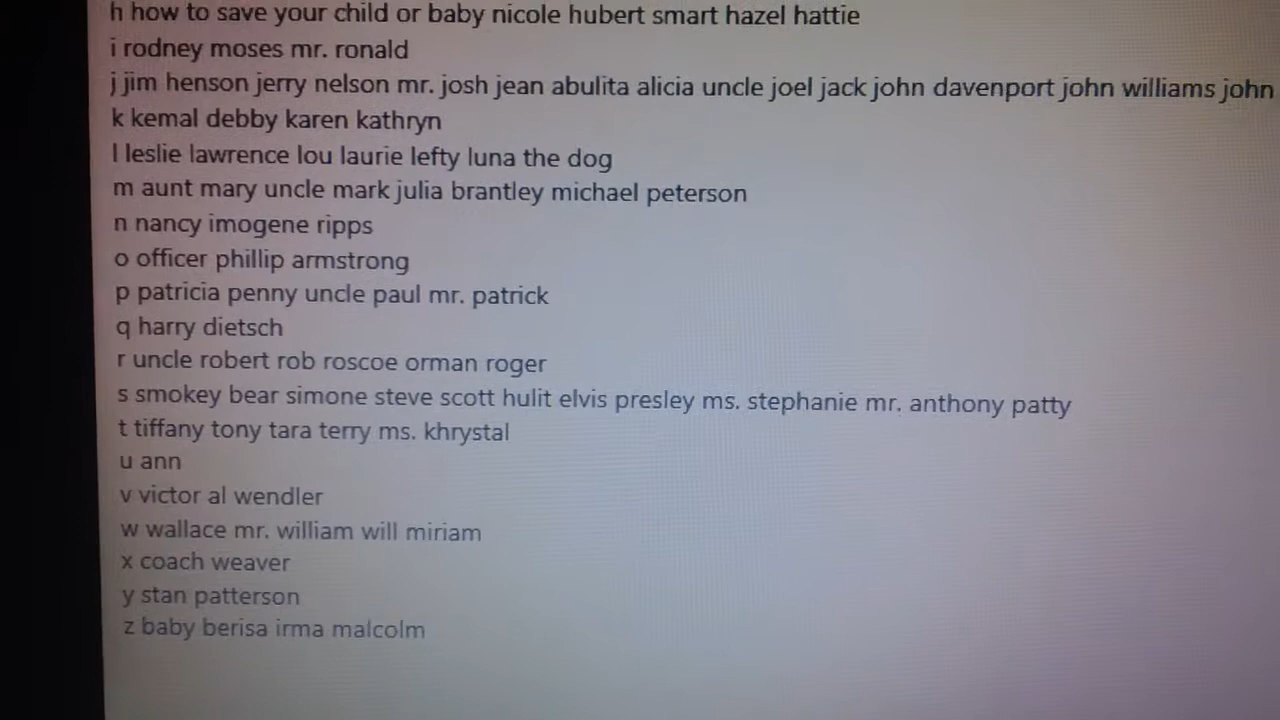 h how to save your child or baby nicole hubert smart hazel hattie
i rodney moses mr. ronald
j jim henson jerry nelson mr. josh jean abulita alicia uncle joel jack john davenport john williams john
k kemal debby karen kathryn
l leslie lawrence lou laurie lefty luna the dog
m aunt mary uncle mark julia brantley michael peterson
n nancy imogene ripps
o officer phillip armstrong
p patricia penny uncle paul mr. patrick
q harry dietsch
r uncle robert rob roscoe orman roger
s smokey bear simone steve scott hulit elvis presley ms. stephanie mr. anthony patty
t tiffany tony tara terry ms. khrystal
u ann
v victor al wendler
w wallace mr. william will miriam
x coach weaver
y stan patterson
z baby berisa irma malcolm